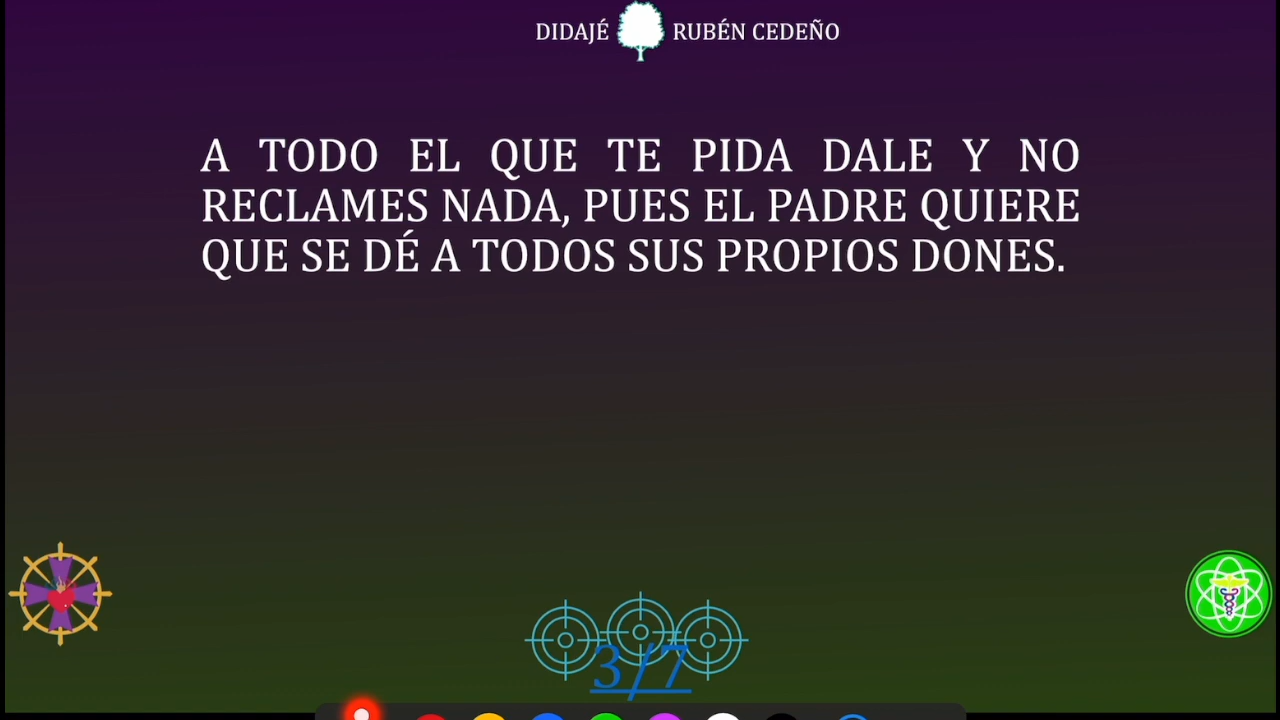 DIDAJÉ RUBÉN CEDEÑO
A TODO EL QUE TE PIDA DALE Y NO
RECLAMES NADA, PUES EL PADRE QUIERE
QUE SE DÉ A TODOS SUS PROPIOS DONES.
3/7